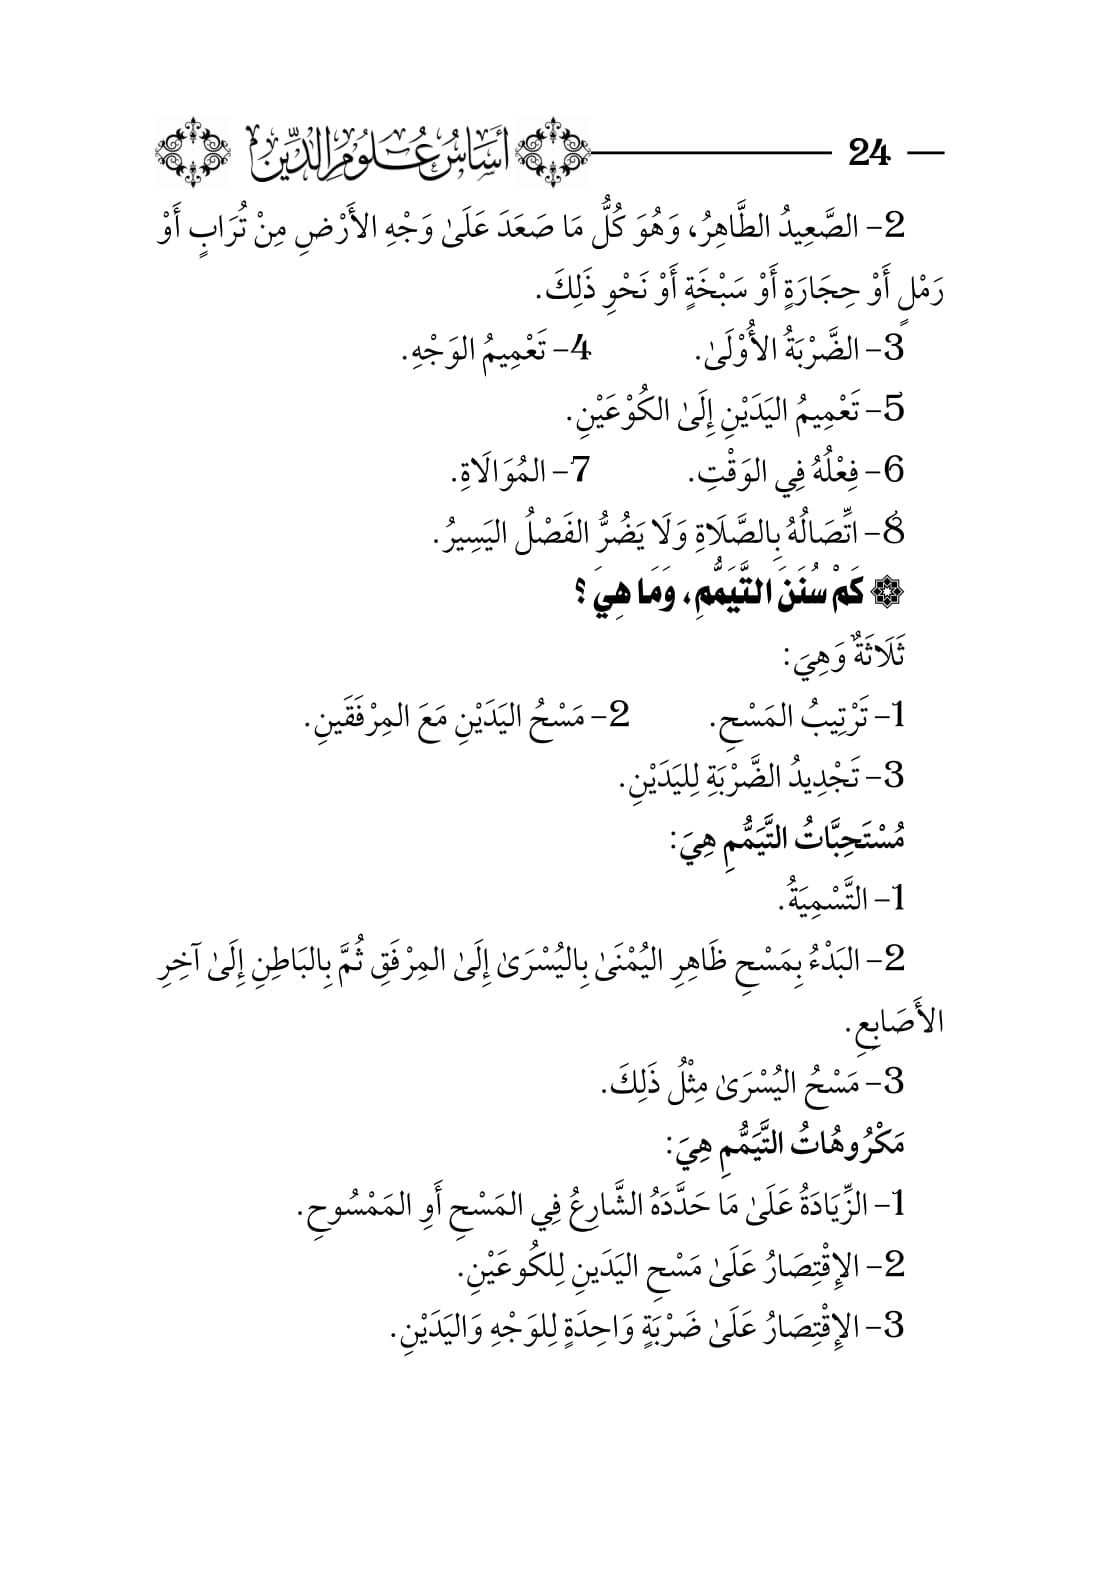 24 أَسَاسُ عُلُومِ الدِّينِ
2- الصَّعِيدُ الطَّاهِرُ، وَهُوَ كُلُّ مَا صَعَدَ عَلَىٰ وَجْهِ الأَرْضِ مِنْ تُرَابٍ أَوْ
رَمْلٍ أَوْ حِجَارَةٍ أَوْ سَبْخَةٍ أَوْ نَحْوِ ذَلِكَ.
3- الضَّرْبَةُ الأُوْلَىٰ. 4- تَعْمِيمُ الوَجْهِ.
5- تَعْمِيمُ اليَدَيْنِ إِلَىٰ الكُوْعَيْنِ.
6- فِعْلُهُ فِي الوَقْتِ. 7- المُوَالَاةِ.
8- اتِّصَالُهُ بِالصَّلَاةِ وَلَا يَضُرُّ الفَصْلُ اليَسِيرُ.
كَمْ سُنَنَ التَّيَمُّمِ، وَمَا هِيَ ؟
ثَلَاثَةٌ وَهِيَ:
1- تَرْتِيبُ المَسْحِ. 2- مَسْحُ اليَدَيْنِ مَعَ المِرْفَقَينِ.
3- تَجْدِيدُ الضَّرْبَةِ لِليَدَيْنِ.
مُسْتَحِبَّاتُ التَّيَمُّمِ هِيَ:
1- التَّسْمِيَةُ.
2- البَدْءُ بِمَسْحِ ظَاهِرِ اليُمْنَىٰ بِاليُسْرَىٰ إِلَىٰ المِرْفَقِ ثُمَّ بِالبَاطِنِ إِلَىٰ آخِرِ
الأَصَابِعِ.
3- مَسْحُ اليُسْرَىٰ مِثْلُ ذَلِكَ.
مَكْرُوهَاتُ التَّيَمُّمِ هِيَ:
1- الزِّيَادَةُ عَلَىٰ مَا حَدَّدَهُ الشَّارِعُ فِي المَسْحِ أَوِ المَمْسُوحِ.
2- الإِقْتِصَارُ عَلَىٰ مَسْحِ اليَدَينِ لِلكُوعَيْنِ.
3- الإِقْتِصَارُ عَلَىٰ ضَرْبَةٍ وَاحِدَةٍ لِلوَجْهِ وَاليَدَيْنِ.